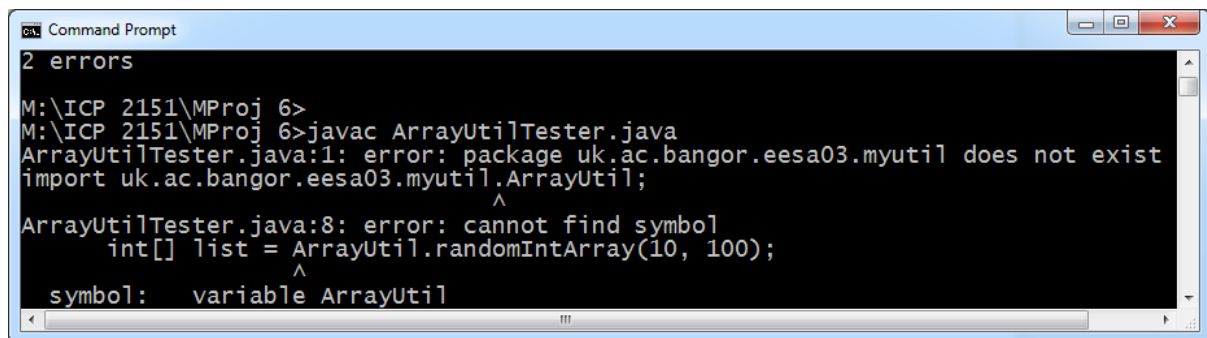 Command Prompt
2 errors
M:\ICP 2151\MProj 6>
M:\ICP 2151\MProj 6>javac ArrayUtilTester.java
ArrayUtilTester.java:1: error: package uk.ac.bangor.eesa03.myutil does not exist
import uk.ac.bangor.eesa03.myutil.ArrayUtil;
^
ArrayUtilTester.java:8: error: cannot find symbol
int[] list = ArrayUtil.randomIntArray(10, 100);
^
symbol:   variable ArrayUtil